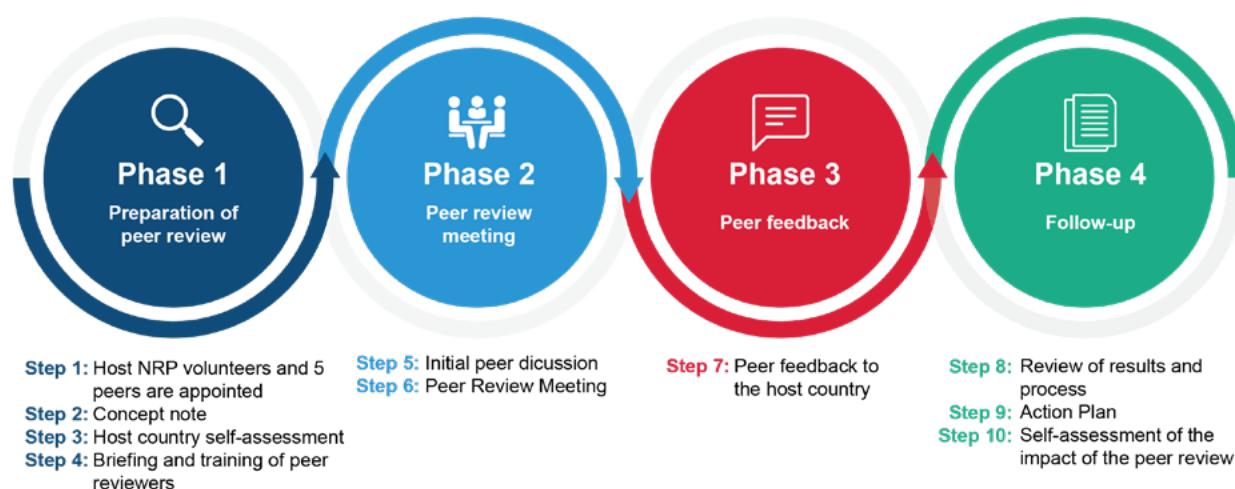 Phase 1
Preparation of
peer review
Phase 2
Peer review
meeting
Phase 3
Peer feedback
Phase 4
Follow-up
Step 1: Host NRP volunteers and 5
peers are appointed
Step 2: Concept note
Step 3: Host country self-assessment
Step 4: Briefing and training of peer
reviewers
Step 5: Initial peer dicussion
Step 6: Peer Review Meeting
Step 7: Peer feedback to
the host country
Step 8: Review of results and
process
Step 9: Action Plan
Step 10: Self-assessment of the
impact of the peer review